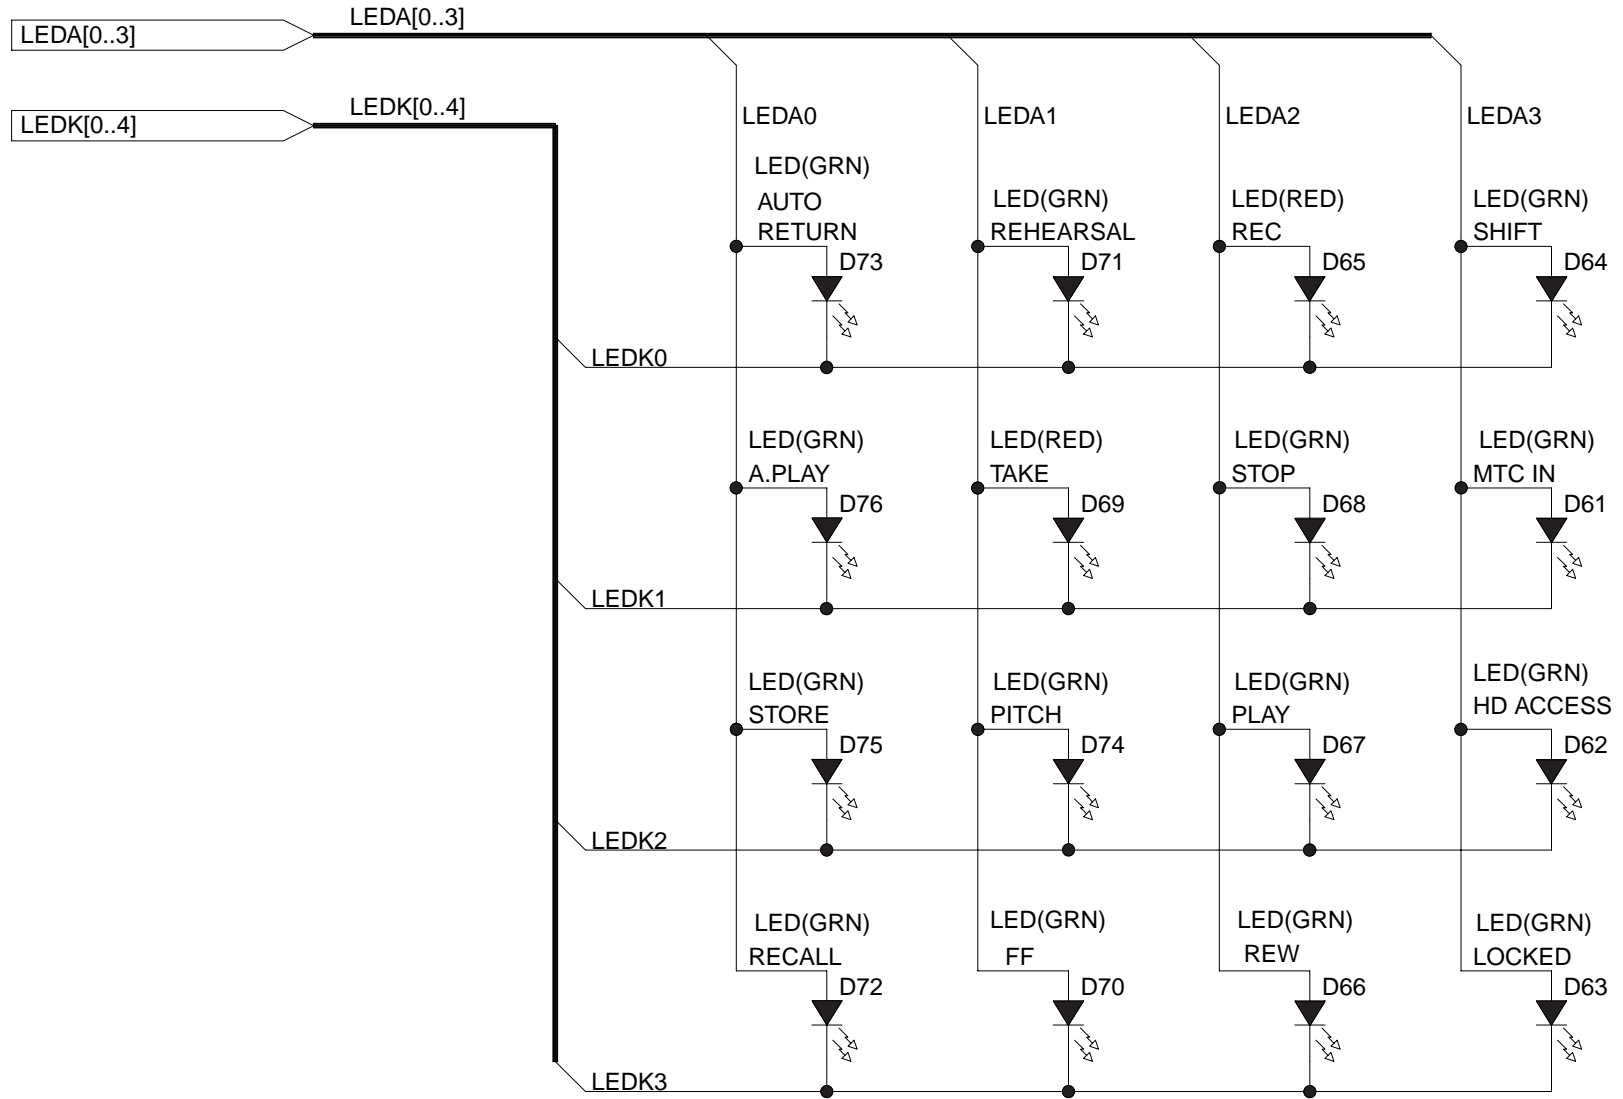 LEDA[0..3]
LEDA[0..3]
LEDK[0..4]
LEDK[0..4]
LEDA0
LEDA1
LEDA2
LEDA3
LED(GRN)
AUTO
RETURN
D73
LED(GRN)
REHEARSAL
D71
LED(RED)
REC
D65
LED(GRN)
SHIFT
D64
LEDK0
LED(GRN)
A.PLAY
D76
LED(RED)
TAKE
D69
LED(GRN)
STOP
D68
LED(GRN)
MTC IN
D61
LEDK1
LED(GRN)
STORE
D75
LED(GRN)
PITCH
D74
LED(GRN)
PLAY
D67
LED(GRN)
HD ACCESS
D62
LEDK2
LED(GRN)
RECALL
D72
LED(GRN)
FF
D70
LED(GRN)
REW
D66
LED(GRN)
LOCKED
D63
LEDK3